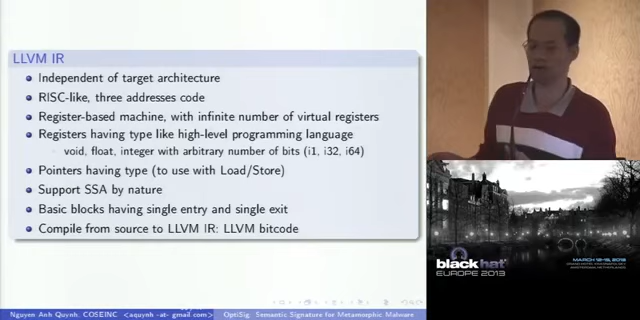 LLVM IR
Independent of target architecture
RISC-like, three addresses code
Register-based machine, with infinite number of virtual registers
Registers having type like high-level programming language
void, float, integer with arbitrary number of bits (i1, i32, i64)
Pointers having type (to use with Load/Store)
Support SSA by nature
Basic blocks having single entry and single exit
Compile from source to LLVM IR: LLVM bitcode
Nguyen Anh Quynh, COSEINC <aquynh -at- gmail.com>
OptiSig: Semantic Signature for Metamorphic Malware
black hat
EUROPE 2013